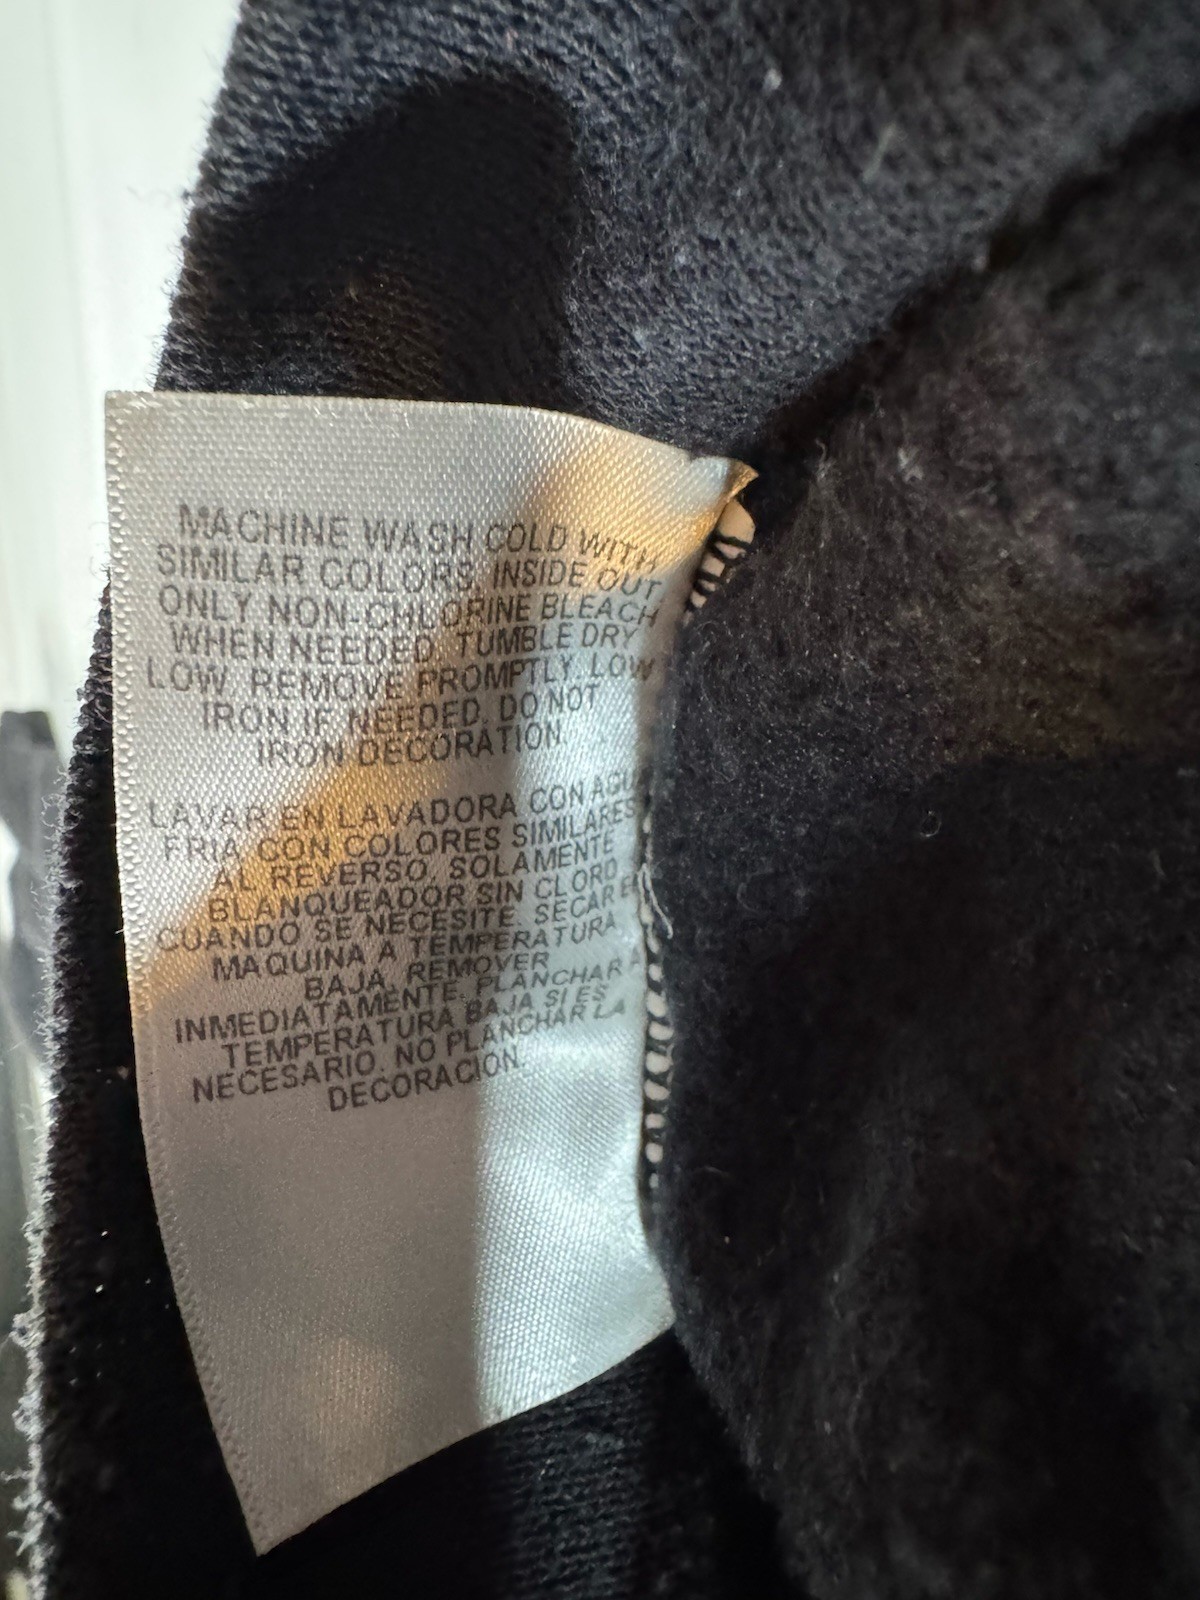 MACHINE WASH COLD WITH
SIMILAR COLORS, INSIDE OUT
ONLY NON-CHLORINE BLEACH
WHEN NEEDED. TUMBLE DRY
LOW. REMOVE PROMPTLY. LOW
IRON IF NEEDED. DO NOT
IRON DECORATION.
LAVAR EN LAVADORA CON AGU
FRIA, CON COLORES SIMILARES
AL REVERSO. SOLAMENTE
BLANQUEADOR SIN CLORO
CUANDO SE NECESITE. SECAR E
MAQUINA A TEMPERATURA
BAJA. REMOVER
INMEDIATAMENTE. PLANCHAR A
TEMPERATURA BAJA SI ES
NECESARIO. NO PLANCHAR LA
DECORACION.